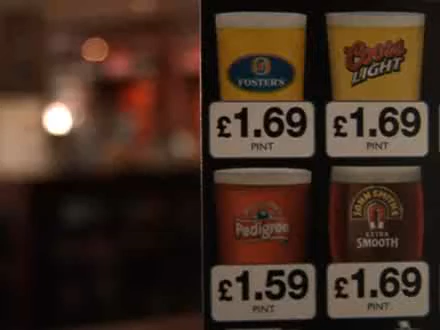 FOSTER'S
£1.69
PINT
Coors
LIGHT
£1.69
PINT
Pedigree
£1.59
PINT
JOHN SMITH'S
EXTRA
SMOOTH
£1.69
PINT